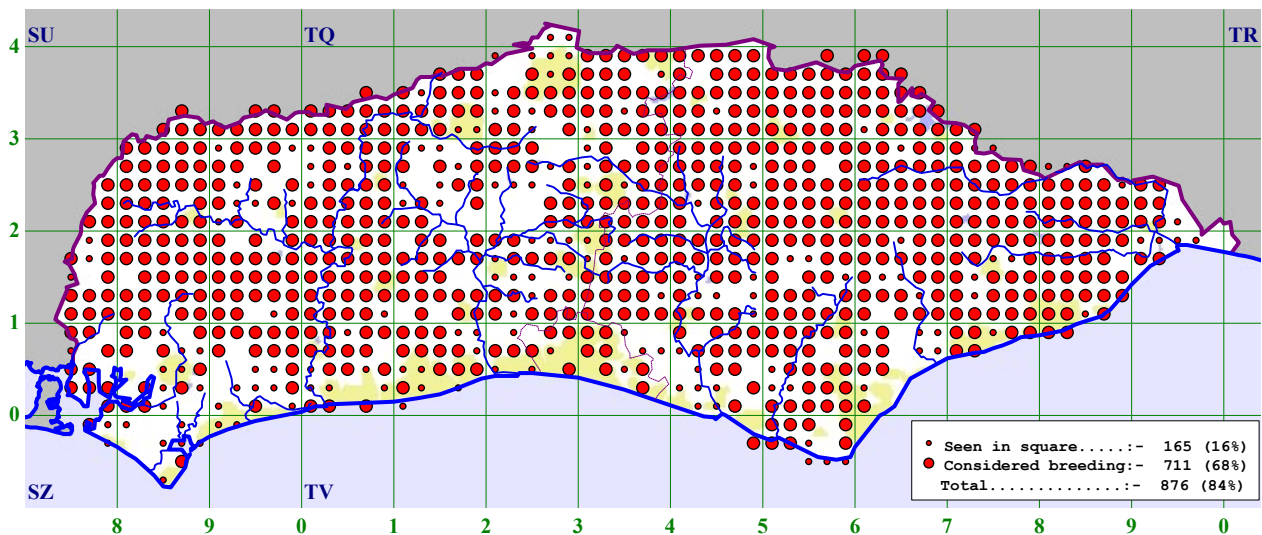 SU TQ TR
4
3
2
1
0
Seen in square.....:- 165 (16%)
Considered breeding:- 711 (68%)
Total..............:- 876 (84%)
SZ TV
8 9 0 1 2 3 4 5 6 7 8 9 0